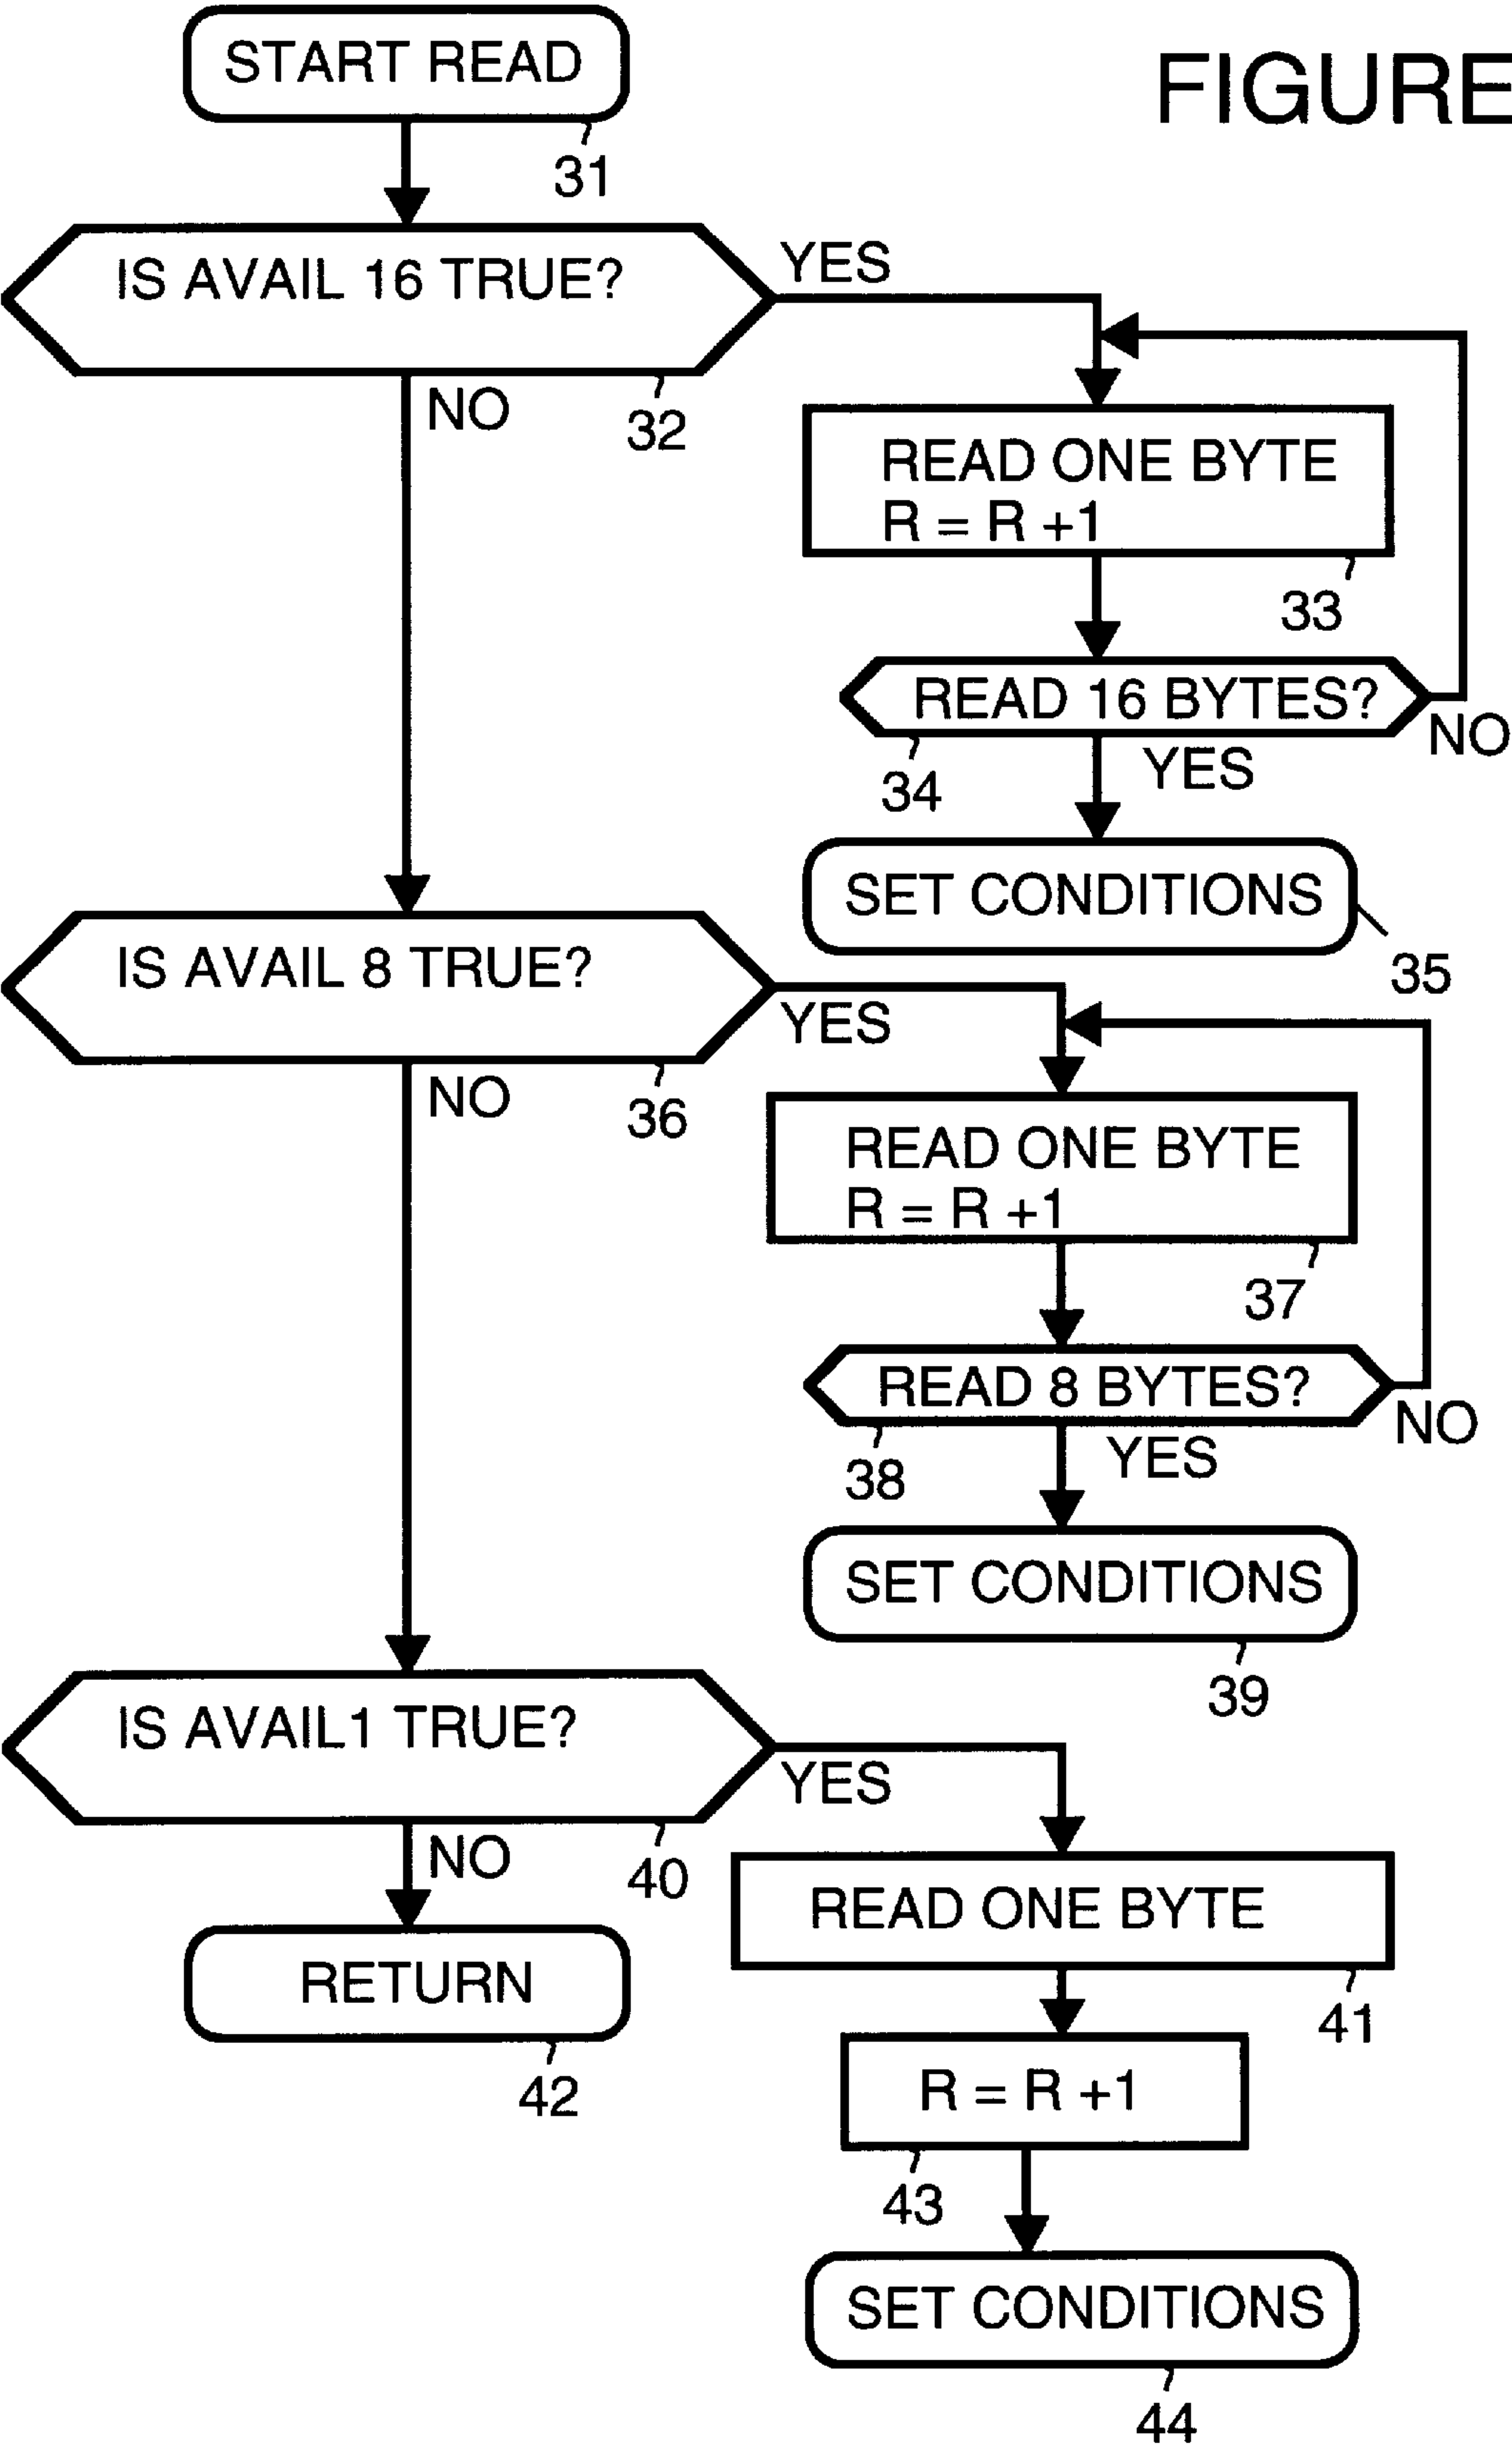 START READ
FIGURE
31
IS AVAIL 16 TRUE?
YES
NO
32
READ ONE BYTE
R = R +1
33
READ 16 BYTES?
NO
34
YES
SET CONDITIONS
35
IS AVAIL 8 TRUE?
YES
NO
36
READ ONE BYTE
R = R +1
37
READ 8 BYTES?
NO
38
YES
SET CONDITIONS
39
IS AVAIL1 TRUE?
YES
NO
40
READ ONE BYTE
41
RETURN
42
R = R +1
43
SET CONDITIONS
44